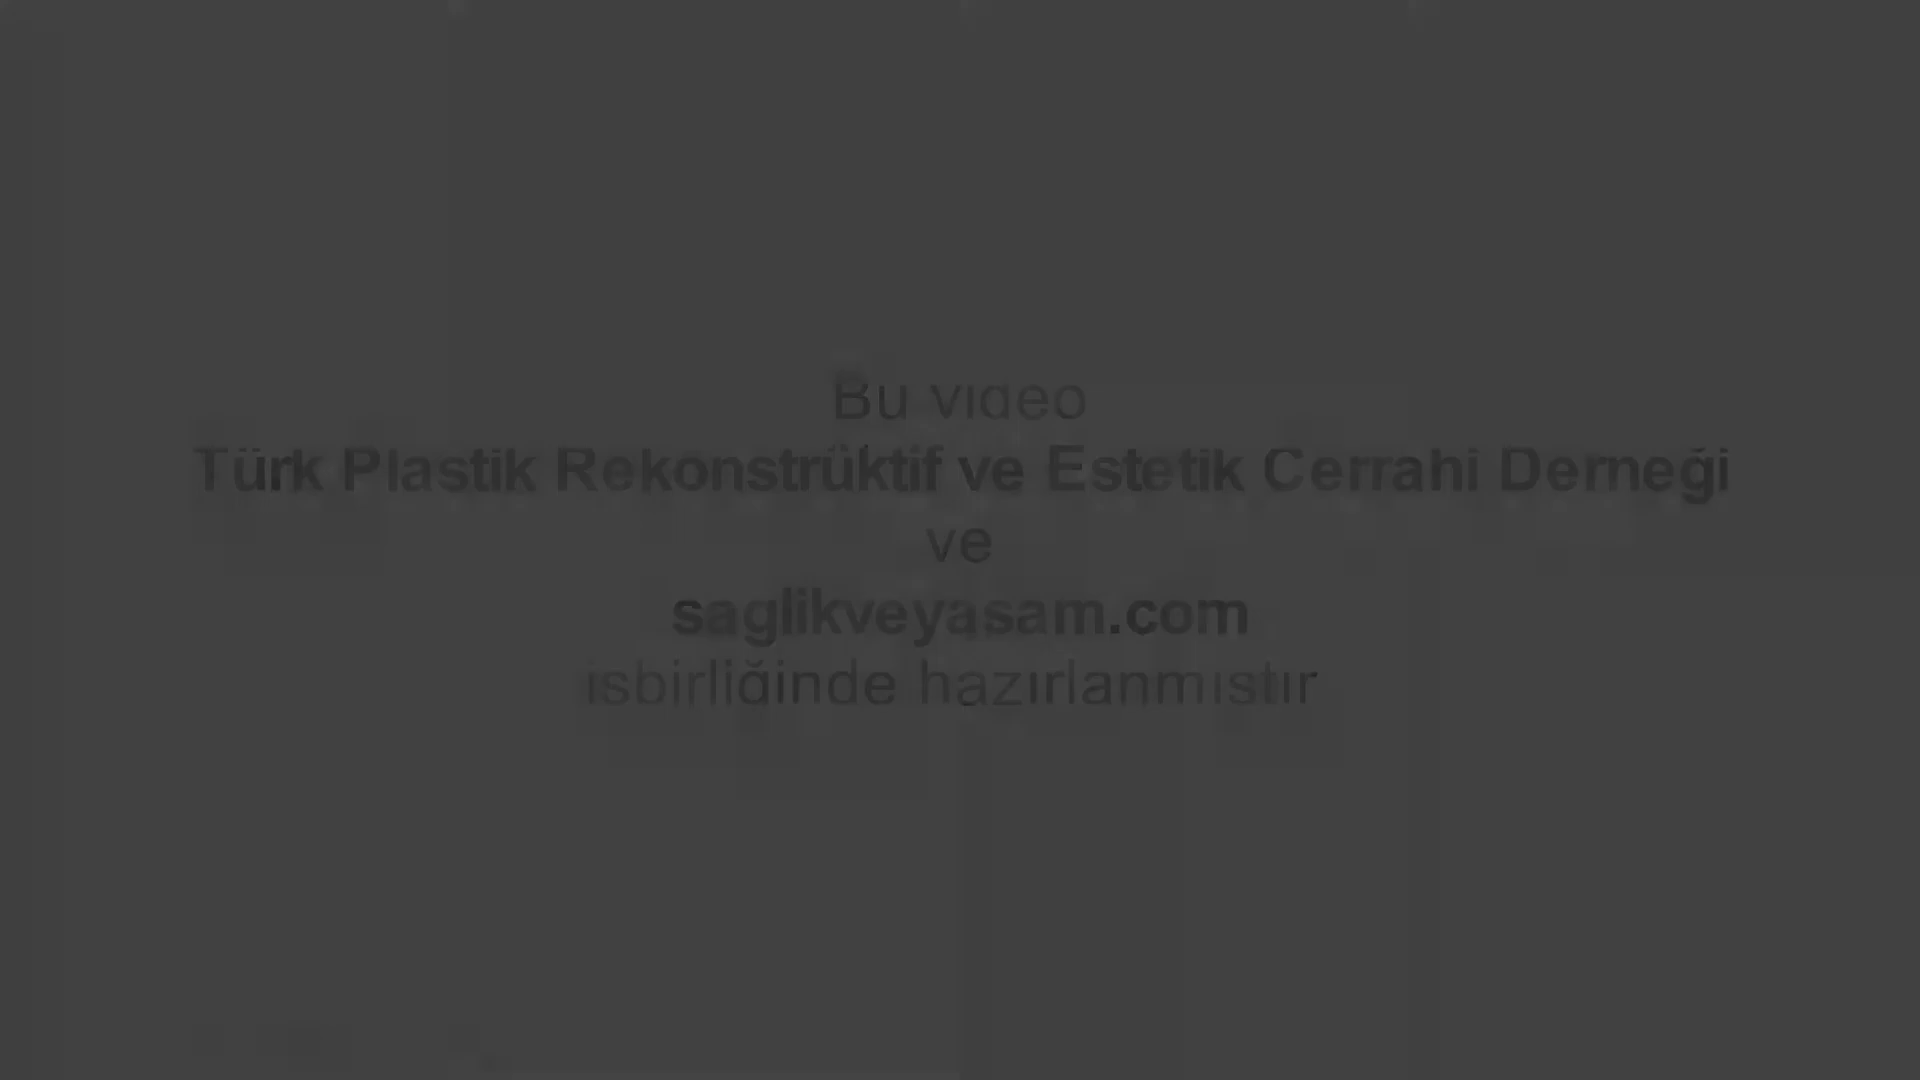 Bu video
Türk Plastik Rekonstrüktif ve Estetik Cerrahi Derneği
ve
saglikveyasam.com
işbirliğinde hazırlanmıştır